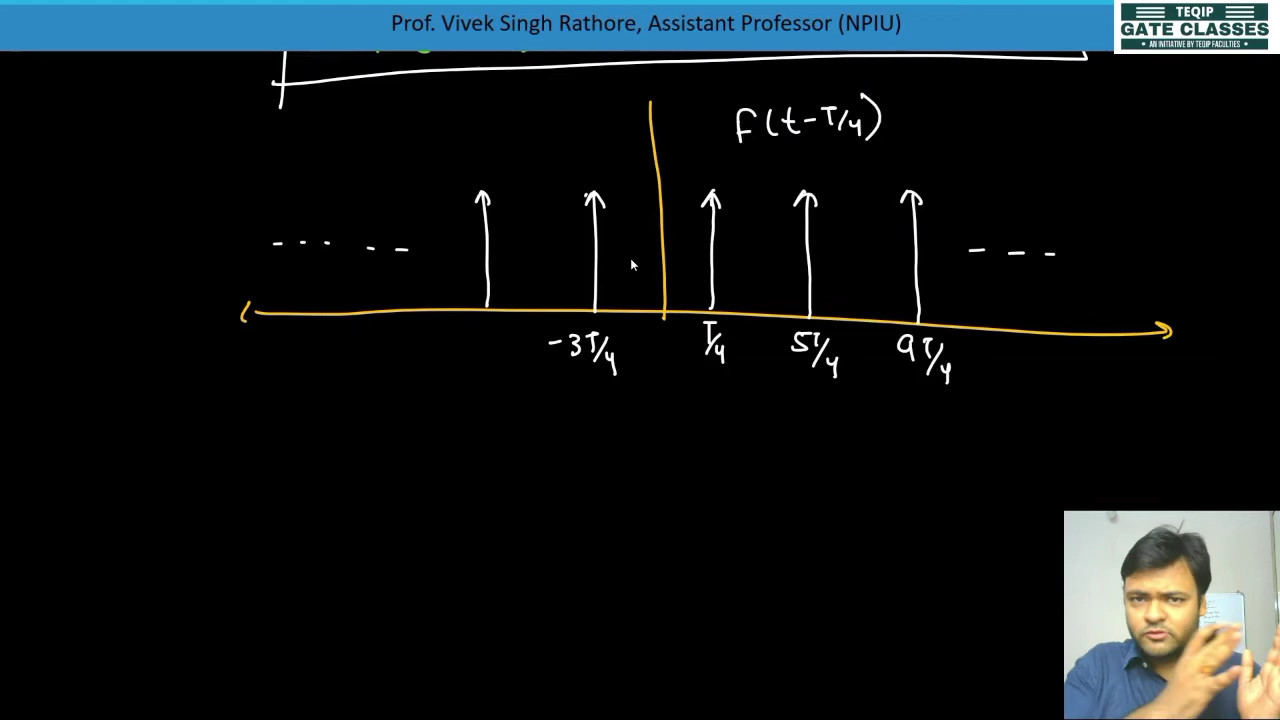 Prof. Vivek Singh Rathore, Assistant Professor (NPIU)
TEQIP
GATE CLASSES
• AN INITIATIVE BY TEQIP FACULTIES •
f(t-T/4)
-3T/4 T/4 5T/4 9T/4